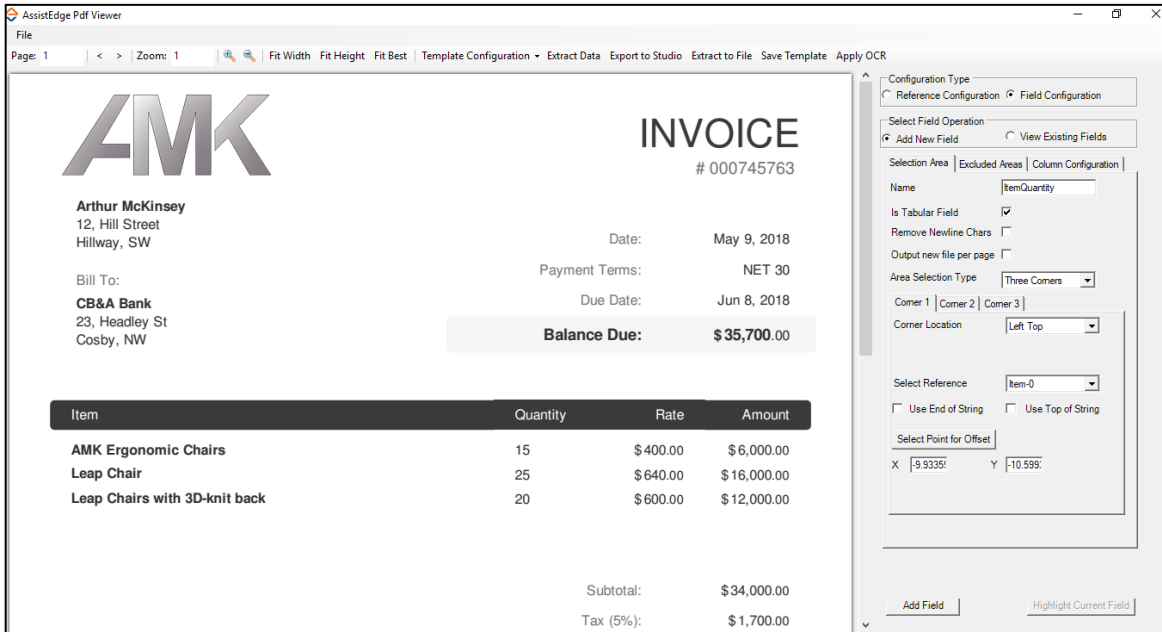 AssistEdge Pdf Viewer
File
Page: 1 < > Zoom: 1 Fit Width Fit Height Fit Best Template Configuration Extract Data Export to Studio Extract to File Save Template Apply OCR
AMK
INVOICE
# 000745763
Arthur McKinsey
12, Hill Street
Hillway, SW
Date: May 9, 2018
Payment Terms: NET 30
Bill To:
Due Date: Jun 8, 2018
CB&A Bank
23, Headley St
Cosby, NW
Balance Due: $35,700.00
Item Quantity Rate Amount
AMK Ergonomic Chairs 15 $400.00 $6,000.00
Leap Chair 25 $640.00 $16,000.00
Leap Chairs with 3D-knit back 20 $600.00 $12,000.00
Subtotal: $34,000.00
Tax (5%): $1,700.00
Configuration Type
Reference Configuration Field Configuration
Select Field Operation
Add New Field View Existing Fields
Selection Area Excluded Areas Column Configuration
Name ItemQuantity
Is Tabular Field
Remove Newline Chars
Output new file per page
Area Selection Type Three Corners
Corner 1 Corner 2 Corner 3
Corner Location Left Top
Select Reference Item-0
Use End of String Use Top of String
Select Point for Offset
X -9.9335 Y -10.599
Add Field Highlight Current Field